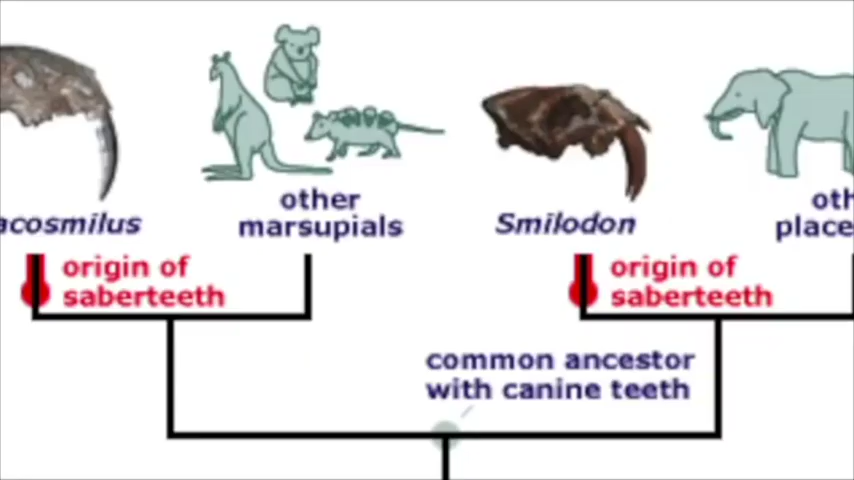 other
marsupials
acosmilus
Smilodon
oth
place
origin of
saberteeth
origin of
saberteeth
common ancestor
with canine teeth